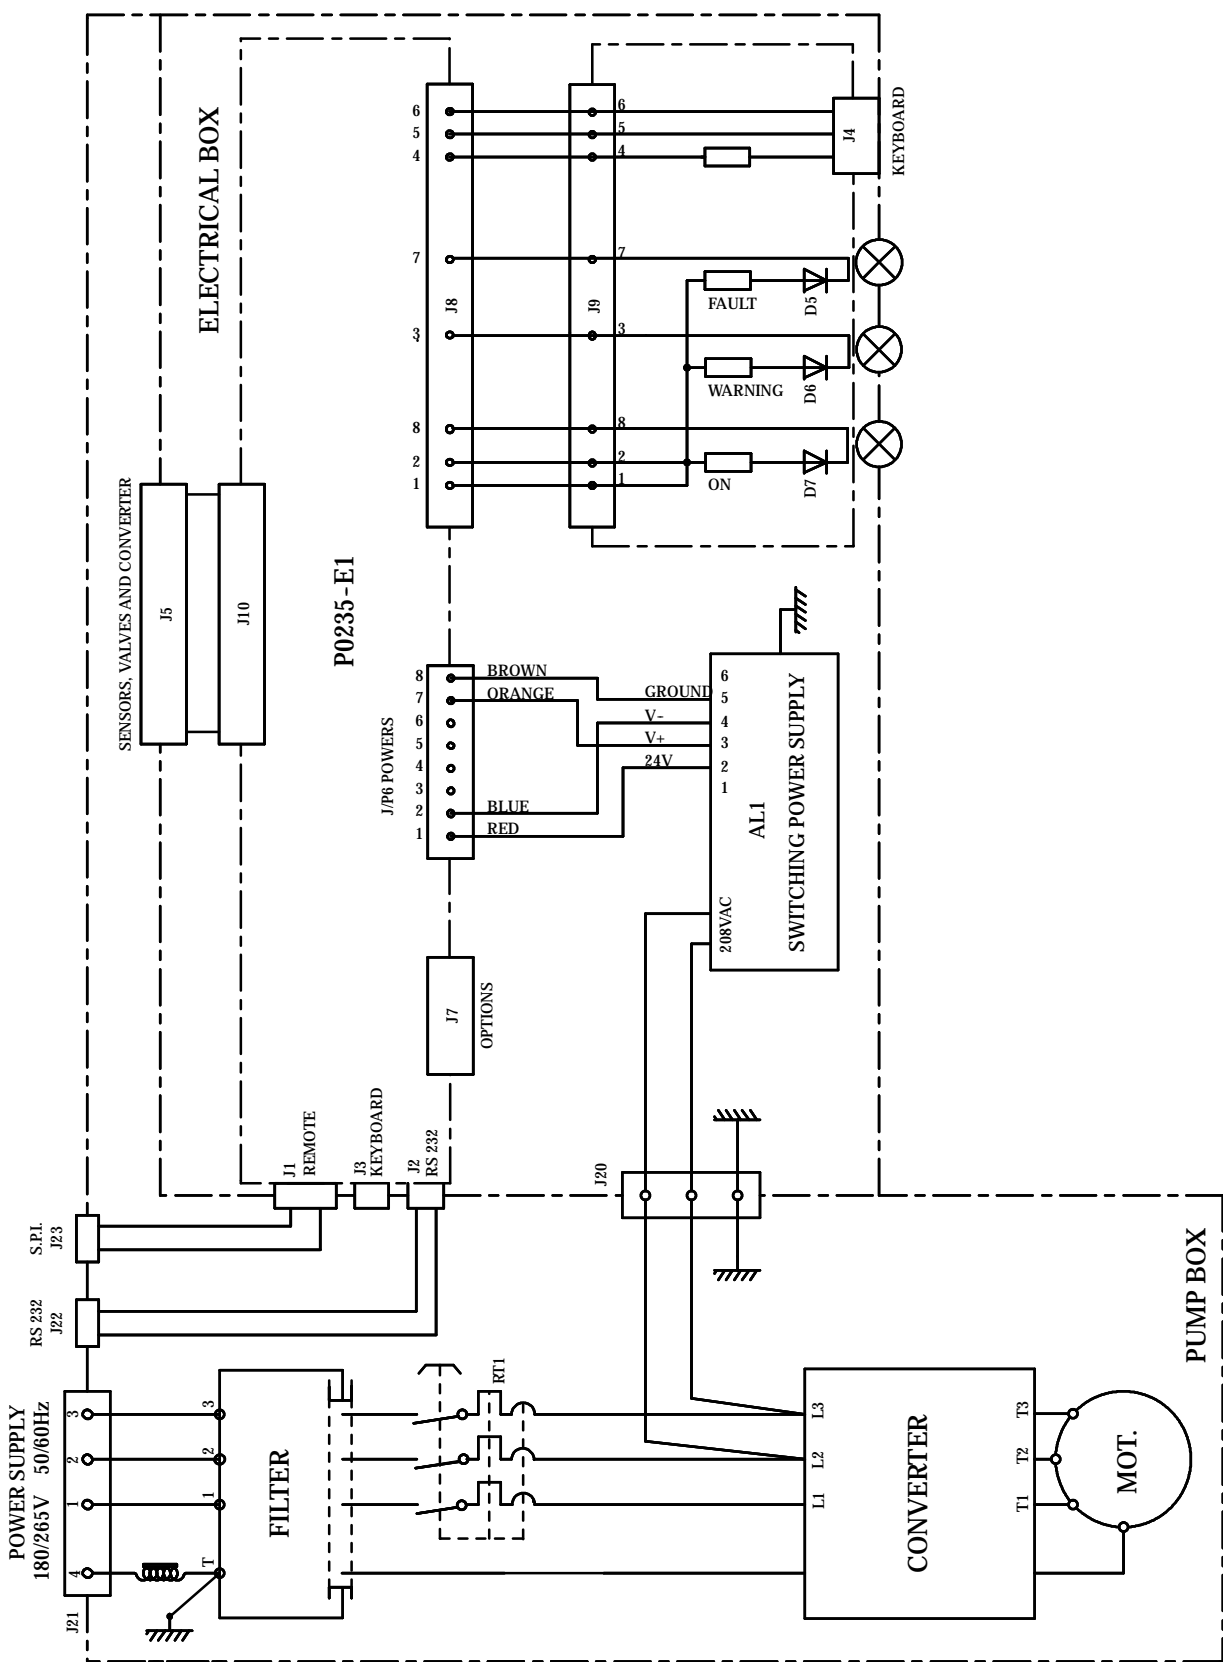 POWER SUPPLY
180/265V 50/60Hz
J21
4
1
2
3
RS 232
J22
S.P.I.
J23
T
1
2
3
FILTER
RT1
L1
L2
L3
CONVERTER
T1
T2
T3
MOT.
PUMP BOX
J1
REMOTE
J3
KEYBOARD
J2
RS 232
J20
SENSORS, VALVES AND CONVERTER
J5
J10
ELECTRICAL BOX
P0235-E1
J7
OPTIONS
J/P6 POWERS
1
2
3
4
5
6
7
8
RED
BLUE
ORANGE
BROWN
24V
V+
V-
GROUND
208VAC
1
2
3
4
5
6
AL1
SWITCHING POWER SUPPLY
J8
1
2
8
3
7
4
5
6
J9
1
2
8
3
7
4
5
6
ON
WARNING
FAULT
D7
D6
D5
J4
KEYBOARD